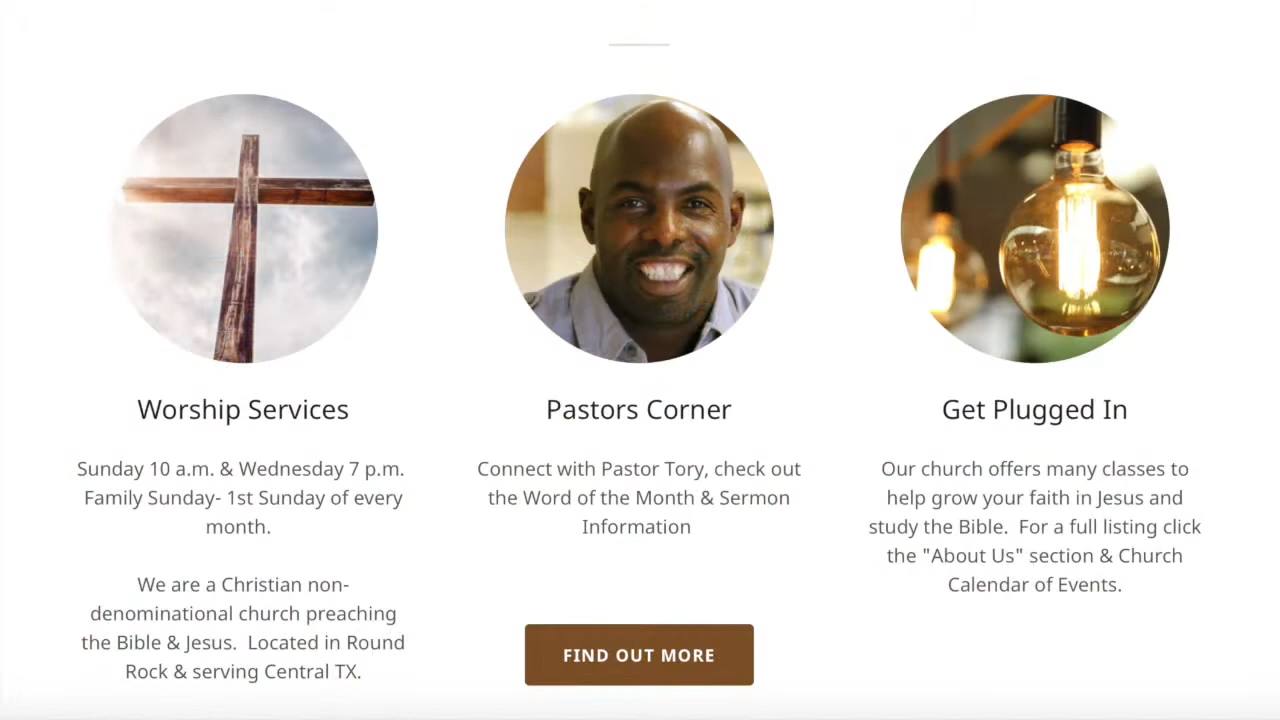 Worship Services
Sunday 10 a.m. & Wednesday 7 p.m.
Family Sunday- 1st Sunday of every
month.
We are a Christian non-
denominational church preaching
the Bible & Jesus.  Located in Round
Rock & serving Central TX.
Pastors Corner
Connect with Pastor Tory, check out
the Word of the Month & Sermon
Information
FIND OUT MORE
Get Plugged In
Our church offers many classes to
help grow your faith in Jesus and
study the Bible.  For a full listing click
the "About Us" section & Church
Calendar of Events.